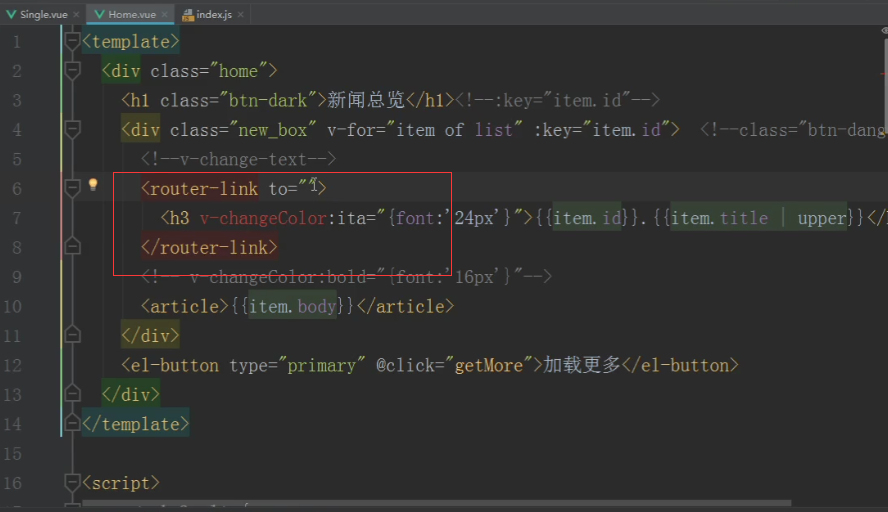 Single.vue Home.vue index.js
1 <template>
2 <div class="home">
3 <h1 class="btn-dark">新闻总览</h1><!--:key="item.id"-->
4 <div class="new_box" v-for="item of list" :key="item.id"> <!--class="btn-dang
5 <!--v-change-text-->
6 <router-link to="">
7 <h3 v-changeColor:ita="{font:'24px'}">{{item.id}}.{{item.title | upper}}</
8 </router-link>
9 <!-- v-changeColor:bold="{font:'16px'}"-->
10 <article>{{item.body}}</article>
11 </div>
12 <el-button type="primary" @click="getMore">加载更多</el-button>
13 </div>
14 </template>
15
16 <script>